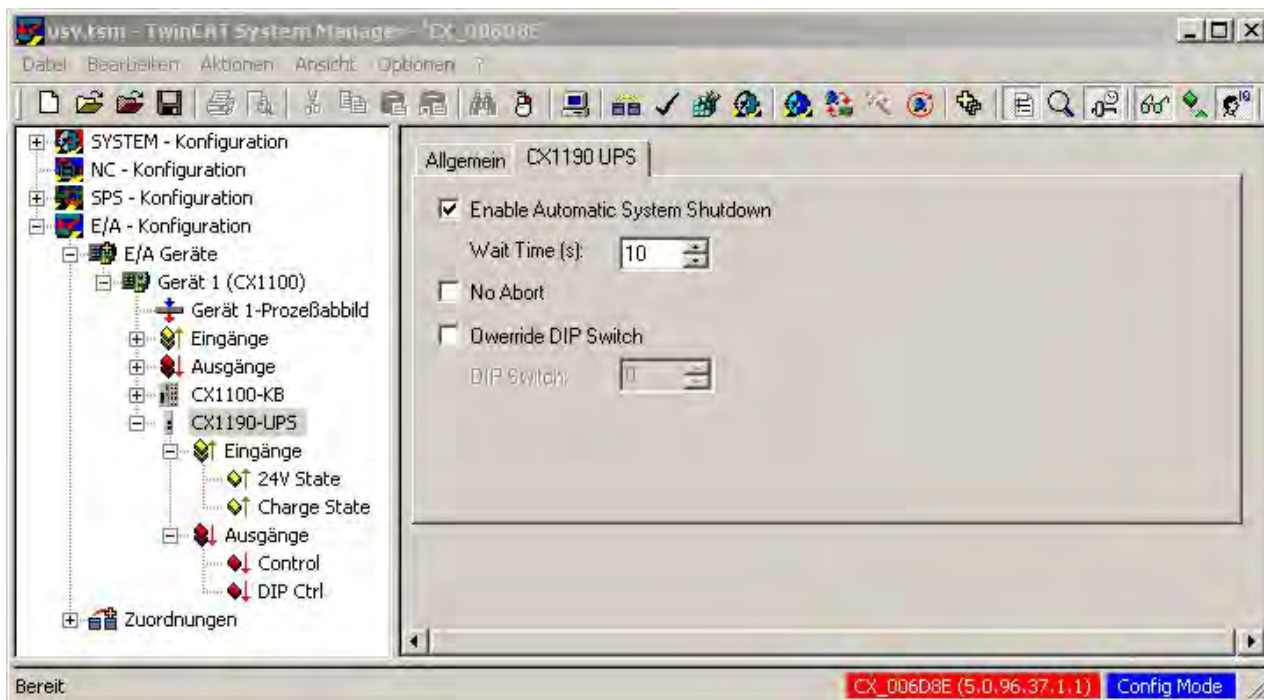 usv.tsm - TwinCAT System Manager - 'CX_006D8E'
Datei Bearbeiten Aktionen Ansicht Optionen ?
SYSTEM - Konfiguration
NC - Konfiguration
SPS - Konfiguration
E/A - Konfiguration
E/A Geräte
Gerät 1 (CX1100)
Gerät 1-Prozeßabbild
Eingänge
Ausgänge
CX1100-KB
CX1190-UPS
Eingänge
24V State
Charge State
Ausgänge
Control
DIP Ctrl
Zuordnungen
Allgemein CX1190 UPS
Enable Automatic System Shutdown
Wait Time (s): 10
No Abort
Owerride DIP Switch
DIP Switch: 0
Bereit CX_006D8E (5.0.96.37.1.1) Config Mode